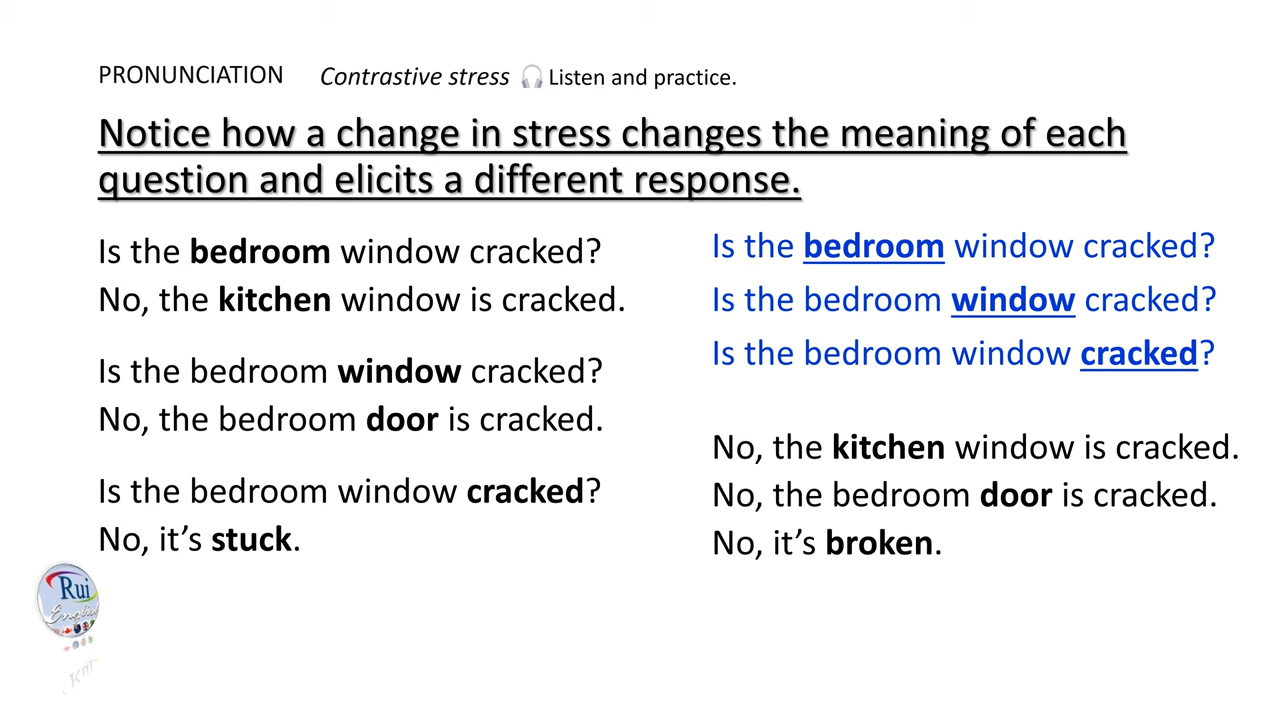 PRONUNCIATION Contrastive stress Listen and practice.
Notice how a change in stress changes the meaning of each
question and elicits a different response.
Is the bedroom window cracked?
No, the kitchen window is cracked.
Is the bedroom window cracked?
No, the bedroom door is cracked.
Is the bedroom window cracked?
No, it’s stuck.
Is the bedroom window cracked?
Is the bedroom window cracked?
Is the bedroom window cracked?
No, the kitchen window is cracked.
No, the bedroom door is cracked.
No, it’s broken.
Rui
English